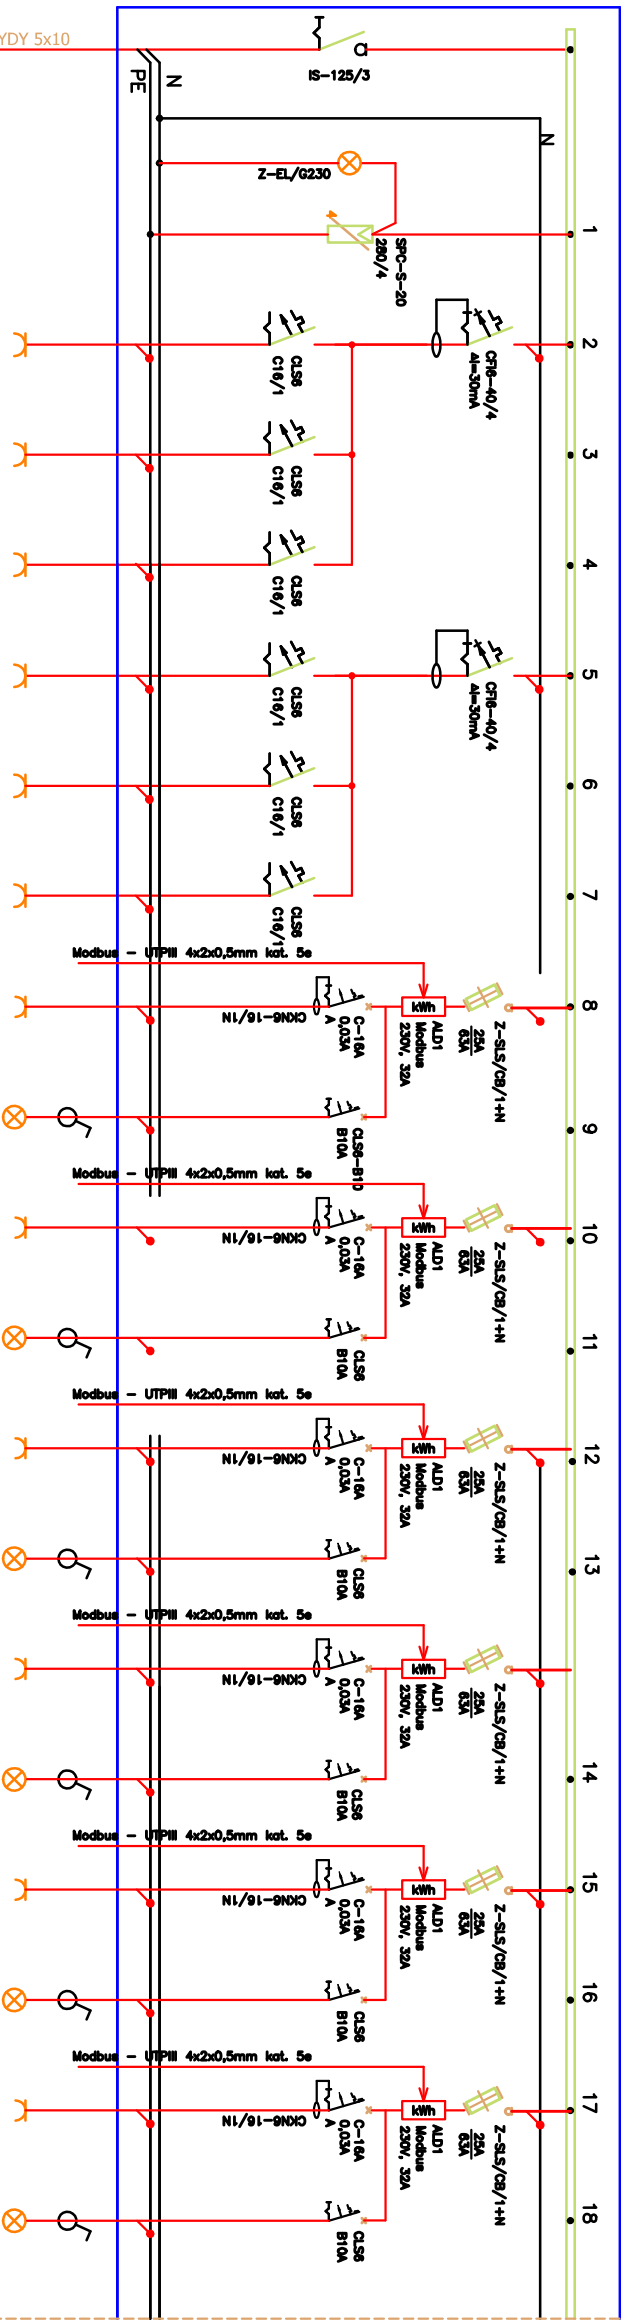 YDY 5x10
IS-125/3
N
PE
N
Z-EL/G230
1
SPC-S-20
280/4
2
CFI6-40/4
ΔI=30mA
CLS6
C16/1
3
CLS6
C16/1
4
CLS6
C16/1
5
CFI6-40/4
ΔI=30mA
CLS6
C16/1
6
CLS6
C16/1
7
CLS6
C16/1
Modbus - UTPIII 4x2x0,5mm kat. 5e
8
Z-SLS/CB/1+N
25A
63A
kWh
ALD1
Modbus
230V, 32A
C-16A
0,03A
A
CKN6-16/1N
9
CLS6-B10
B10A
Modbus - UTPIII 4x2x0,5mm kat. 5e
10
Z-SLS/CB/1+N
25A
63A
kWh
ALD1
Modbus
230V, 32A
C-16A
0,03A
A
CKN6-16/1N
11
CLS6
B10A
Modbus - UTPIII 4x2x0,5mm kat. 5e
12
Z-SLS/CB/1+N
25A
63A
kWh
ALD1
Modbus
230V, 32A
C-16A
0,03A
A
CKN6-16/1N
13
CLS6
B10A
Modbus - UTPIII 4x2x0,5mm kat. 5e
Z-SLS/CB/1+N
25A
63A
kWh
ALD1
Modbus
230V, 32A
C-16A
0,03A
A
CKN6-16/1N
14
CLS6
B10A
Modbus - UTPIII 4x2x0,5mm kat. 5e
15
Z-SLS/CB/1+N
25A
63A
kWh
ALD1
Modbus
230V, 32A
C-16A
0,03A
A
CKN6-16/1N
16
CLS6
B10A
Modbus - UTPIII 4x2x0,5mm kat. 5e
17
Z-SLS/CB/1+N
25A
63A
kWh
ALD1
Modbus
230V, 32A
C-16A
0,03A
A
CKN6-16/1N
18
CLS6
B10A